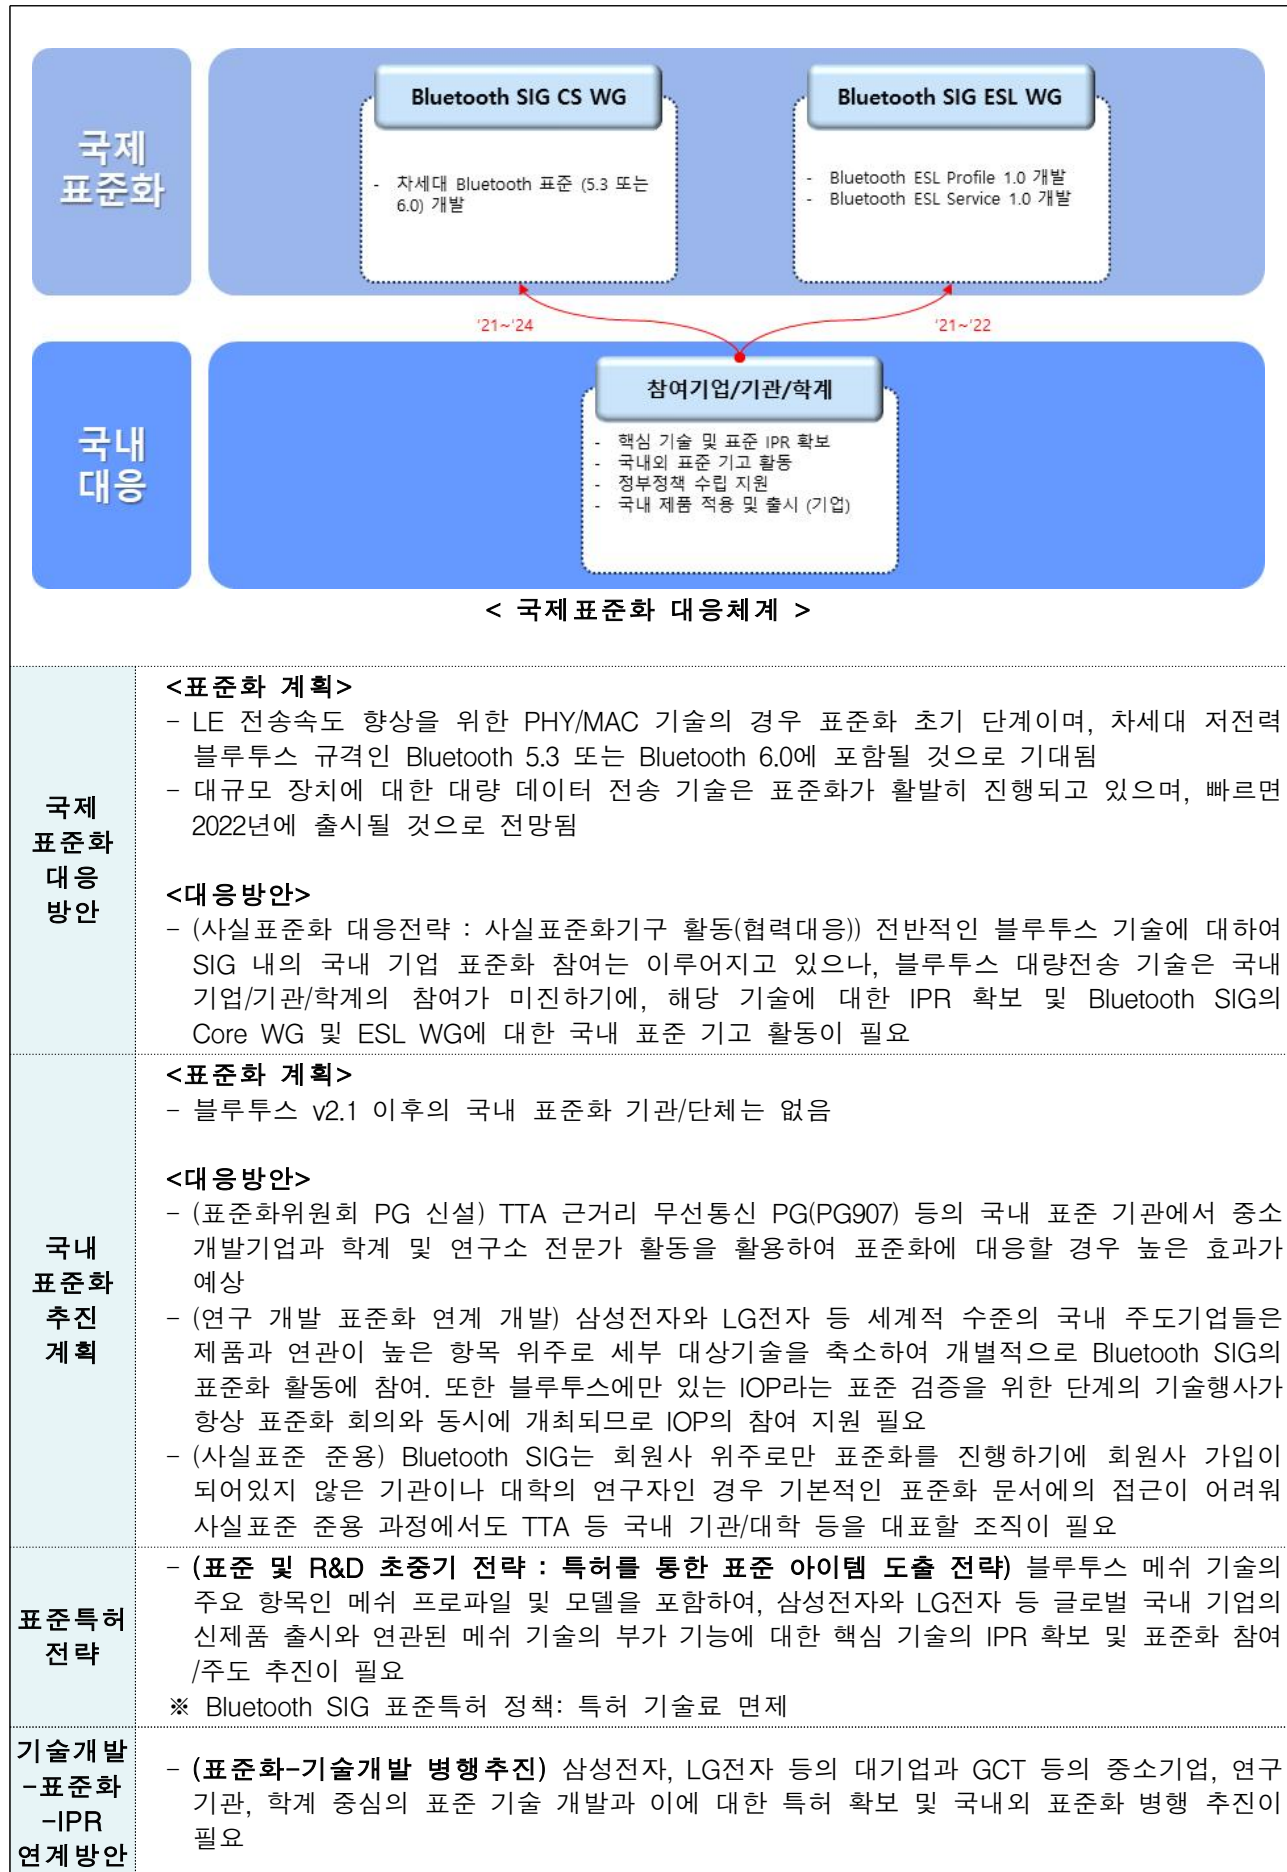 국제
표준화
Bluetooth SIG CS WG
- 차세대 Bluetooth 표준 (5.3 또는
6.0) 개발
Bluetooth SIG ESL WG
- Bluetooth ESL Profile 1.0 개발
- Bluetooth ESL Service 1.0 개발
'21~'24
'21~'22
국내
대응
참여기업/기관/학계
- 핵심 기술 및 표준 IPR 확보
- 국내외 표준 기고 활동
- 정부정책 수립 지원
- 국내 제품 적용 및 출시 (기업)
< 국제표준화 대응체계 >
국제
표준화
대응
방안
<표준화 계획>
- LE 전송속도 향상을 위한 PHY/MAC 기술의 경우 표준화 초기 단계이며, 차세대 저전력
블루투스 규격인 Bluetooth 5.3 또는 Bluetooth 6.0에 포함될 것으로 기대됨
- 대규모 장치에 대한 대량 데이터 전송 기술은 표준화가 활발히 진행되고 있으며, 빠르면
2022년에 출시될 것으로 전망됨
<대응방안>
- (사실표준화 대응전략 : 사실표준화기구 활동(협력대응)) 전반적인 블루투스 기술에 대하여
SIG 내의 국내 기업 표준화 참여는 이루어지고 있으나, 블루투스 대량전송 기술은 국내
기업/기관/학계의 참여가 미진하기에, 해당 기술에 대한 IPR 확보 및 Bluetooth SIG의
Core WG 및 ESL WG에 대한 국내 표준 기고 활동이 필요
국내
표준화
추진
계획
<표준화 계획>
- 블루투스 v2.1 이후의 국내 표준화 기관/단체는 없음
<대응방안>
- (표준화위원회 PG 신설) TTA 근거리 무선통신 PG(PG907) 등의 국내 표준 기관에서 중소
개발기업과 학계 및 연구소 전문가 활동을 활용하여 표준화에 대응할 경우 높은 효과가
예상
- (연구 개발 표준화 연계 개발) 삼성전자와 LG전자 등 세계적 수준의 국내 주도기업들은
제품과 연관이 높은 항목 위주로 세부 대상기술을 축소하여 개별적으로 Bluetooth SIG의
표준화 활동에 참여. 또한 블루투스에만 있는 IOP라는 표준 검증을 위한 단계의 기술행사가
항상 표준화 회의와 동시에 개최되므로 IOP의 참여 지원 필요
- (사실표준 준용) Bluetooth SIG는 회원사 위주로만 표준화를 진행하기에 회원사 가입이
되어있지 않은 기관이나 대학의 연구자인 경우 기본적인 표준화 문서에의 접근이 어려워
사실표준 준용 과정에서도 TTA 등 국내 기관/대학 등을 대표할 조직이 필요
표준특허
전략
- (표준 및 R&D 초중기 전략 : 특허를 통한 표준 아이템 도출 전략) 블루투스 메쉬 기술의
주요 항목인 메쉬 프로파일 및 모델을 포함하여, 삼성전자와 LG전자 등 글로벌 국내 기업의
신제품 출시와 연관된 메쉬 기술의 부가 기능에 대한 핵심 기술의 IPR 확보 및 표준화 참여
/주도 추진이 필요
※ Bluetooth SIG 표준특허 정책: 특허 기술료 면제
기술개발
-표준화
-IPR
연계방안
- (표준화-기술개발 병행추진) 삼성전자, LG전자 등의 대기업과 GCT 등의 중소기업, 연구
기관, 학계 중심의 표준 기술 개발과 이에 대한 특허 확보 및 국내외 표준화 병행 추진이
필요